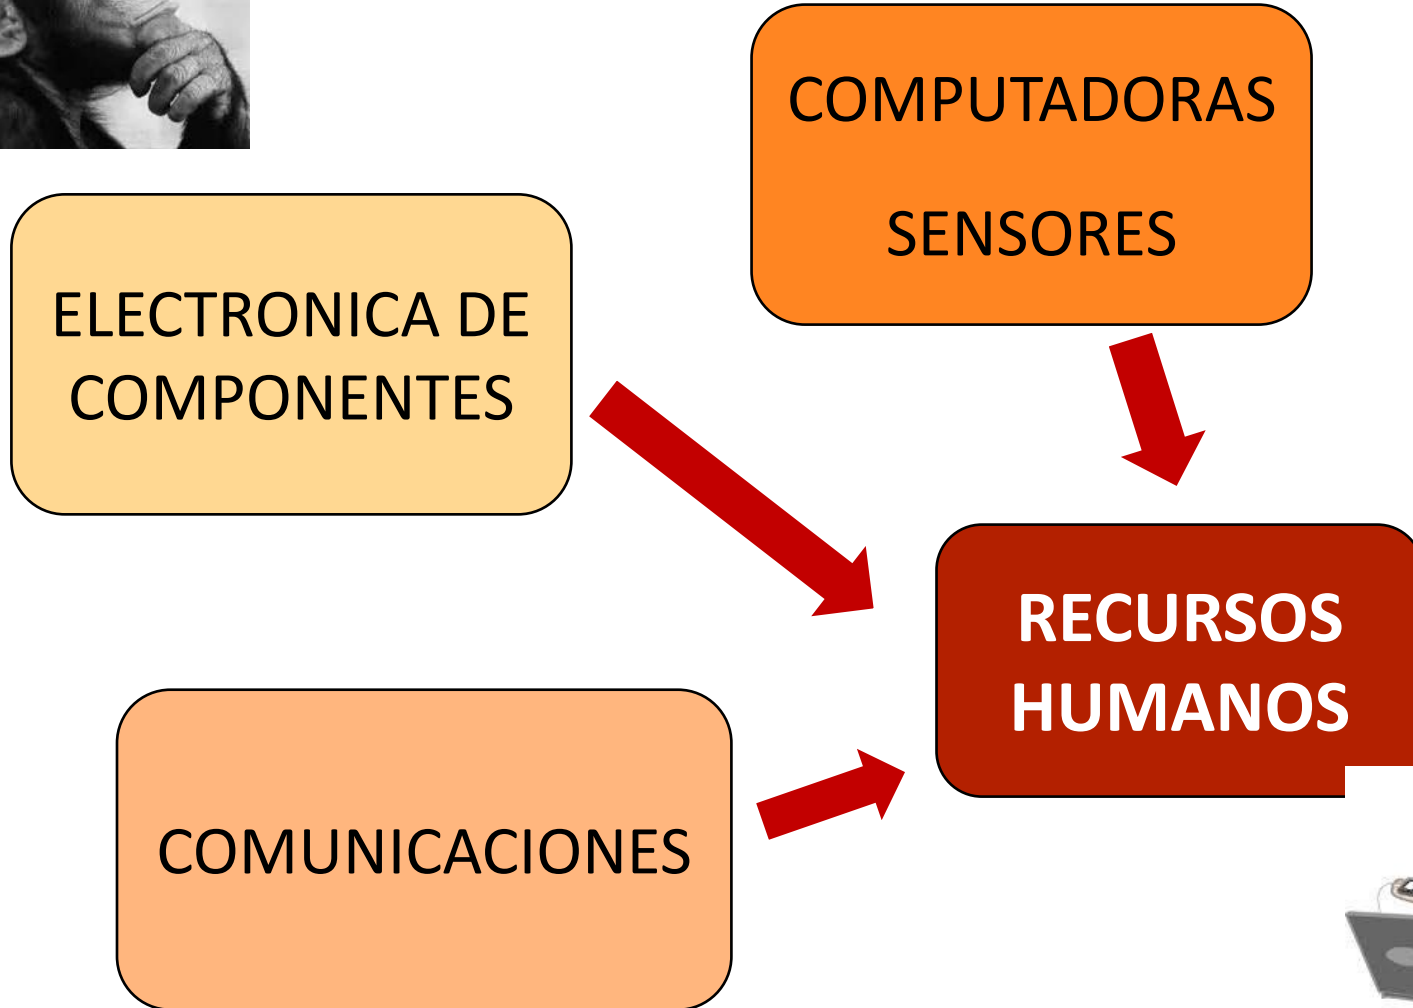 COMPUTADORAS
SENSORES
ELECTRONICA DE
COMPONENTES
RECURSOS
HUMANOS
COMUNICACIONES